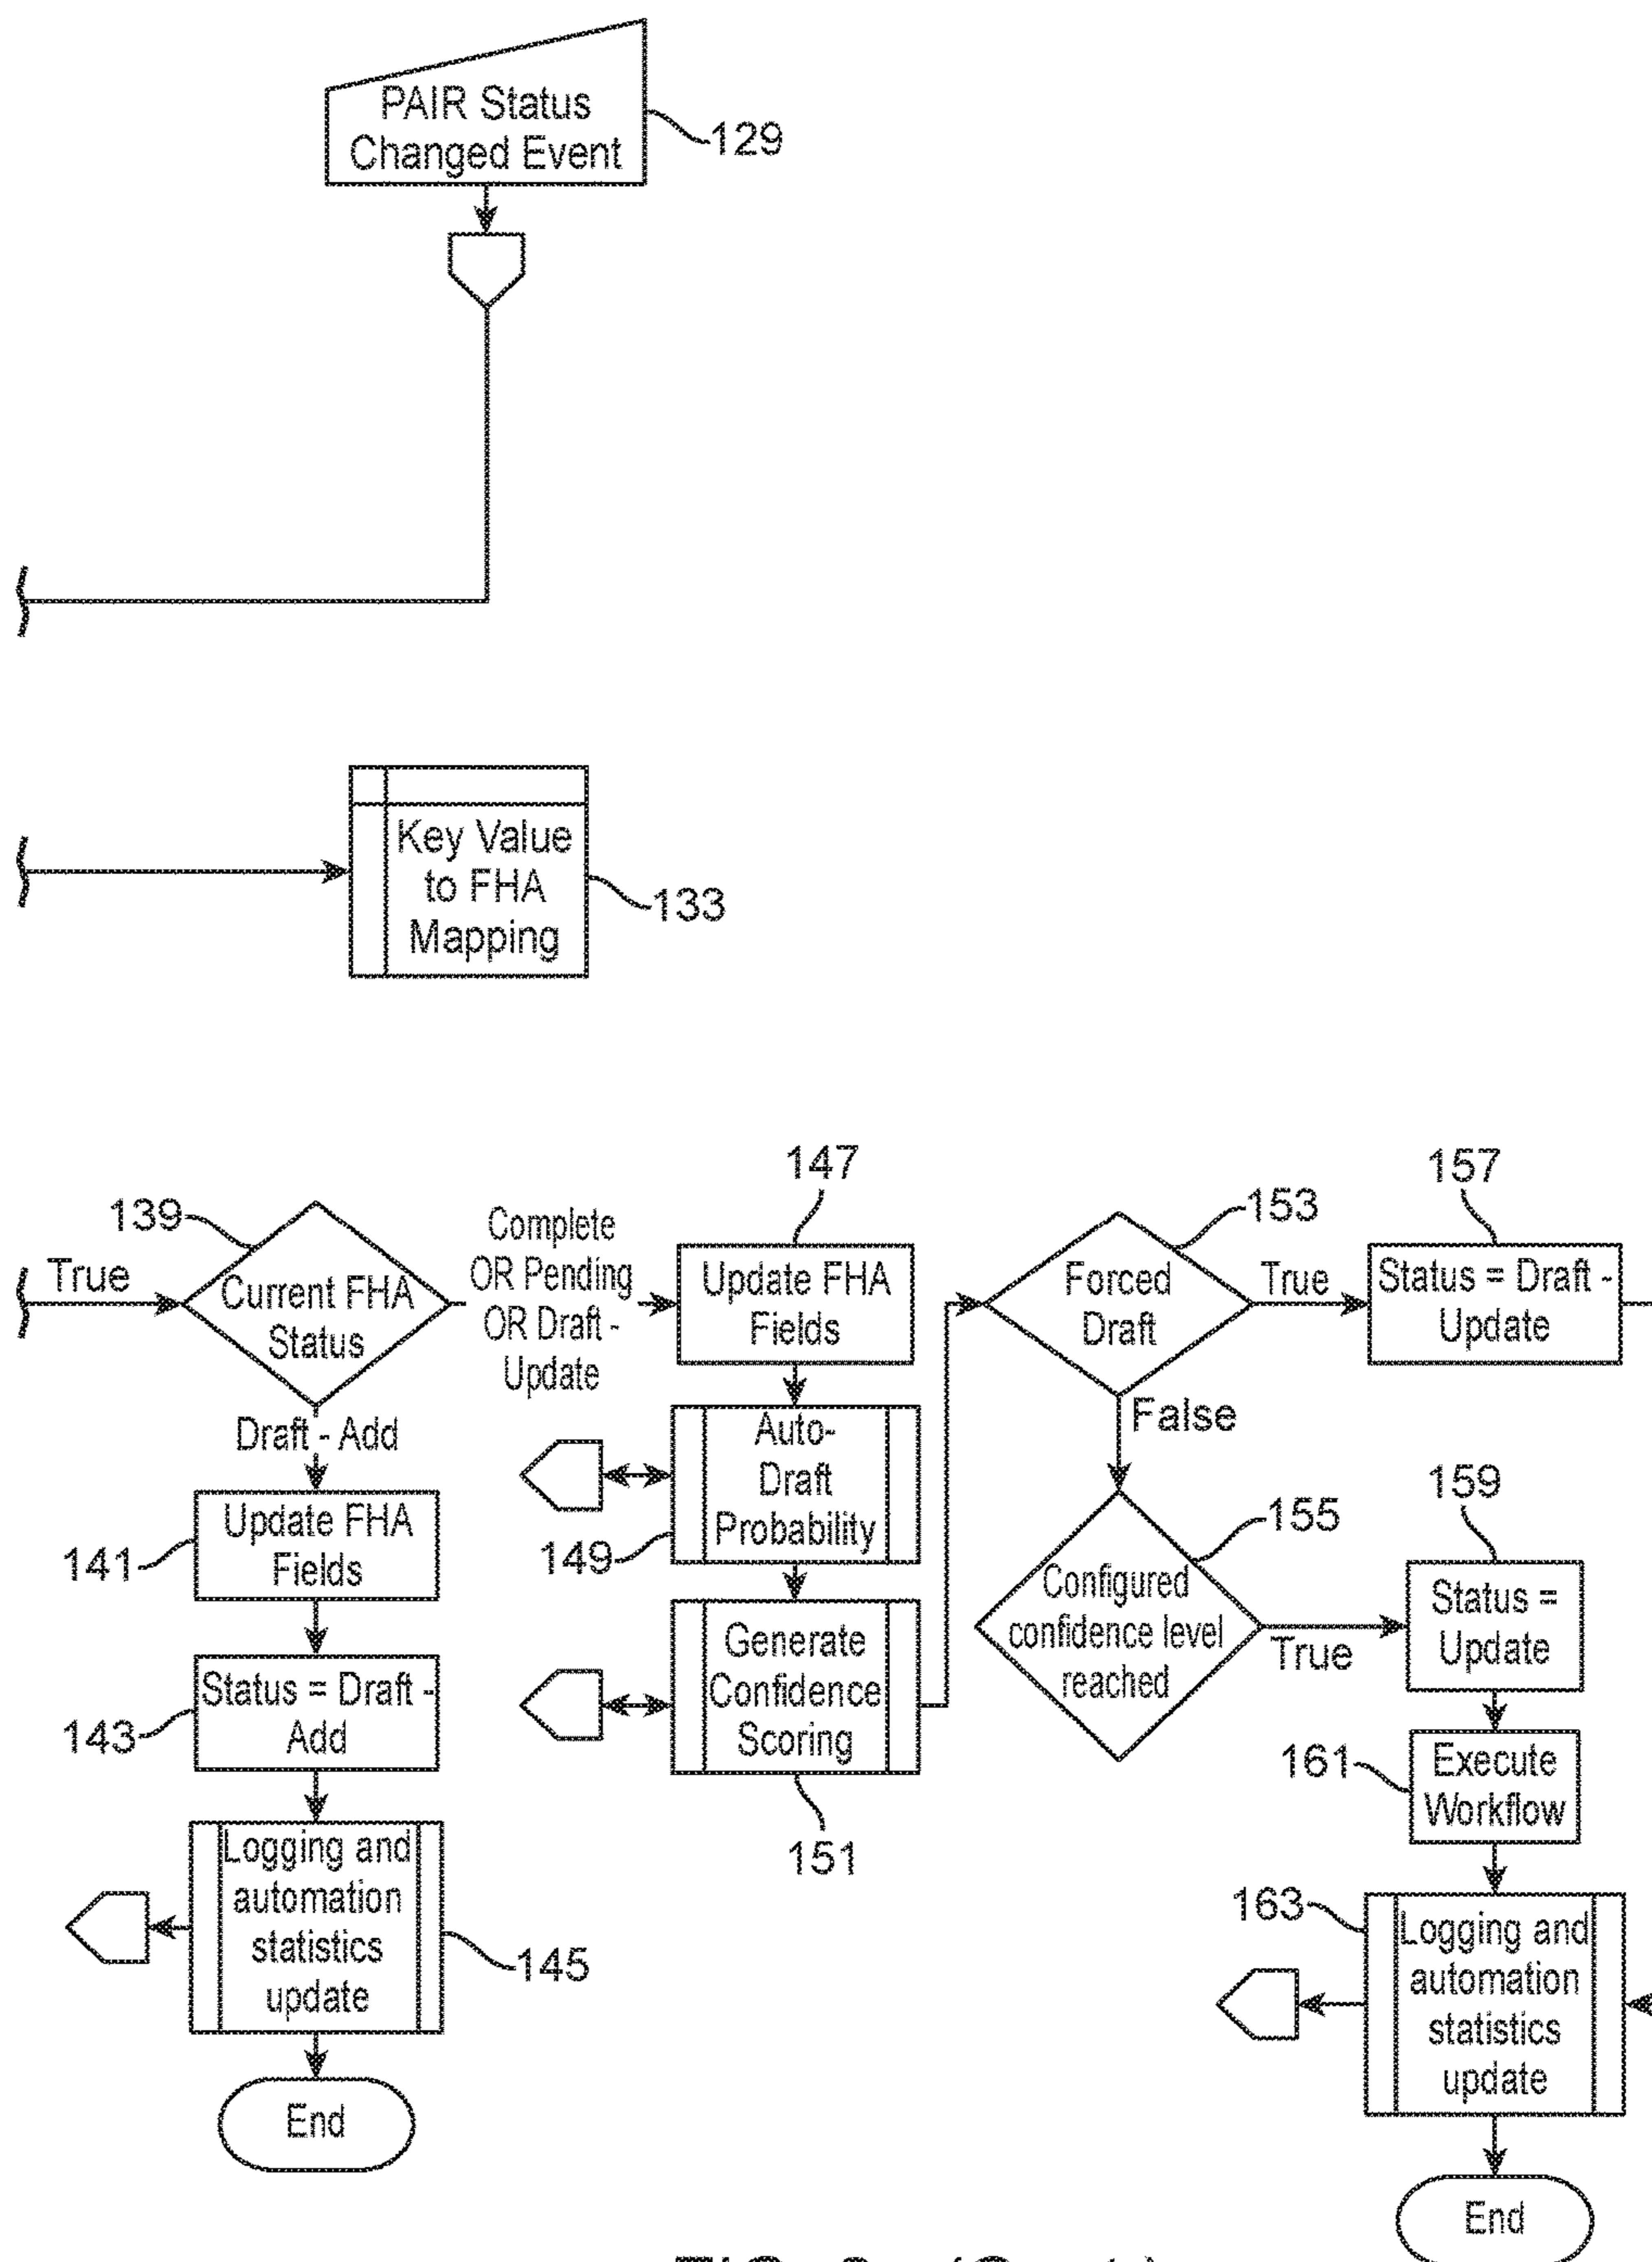 PAIR Status
Changed Event
129
Key Value
to FHA
Mapping
133
139
True
Current FHA
Status
Complete
OR Pending
OR Draft -
Update
147
Update FHA
Fields
153
Forced
Draft
True
157
Status = Draft -
Update
Draft - Add
False
141
Update FHA
Fields
149
Auto-
Draft
Probability
155
Configured
confidence level
reached
True
159
Status =
Update
143
Status = Draft -
Add
Generate
Confidence
Scoring
151
161
Execute
Workflow
Logging and
automation
statistics
update
145
163
Logging and
automation
statistics
update
End
End